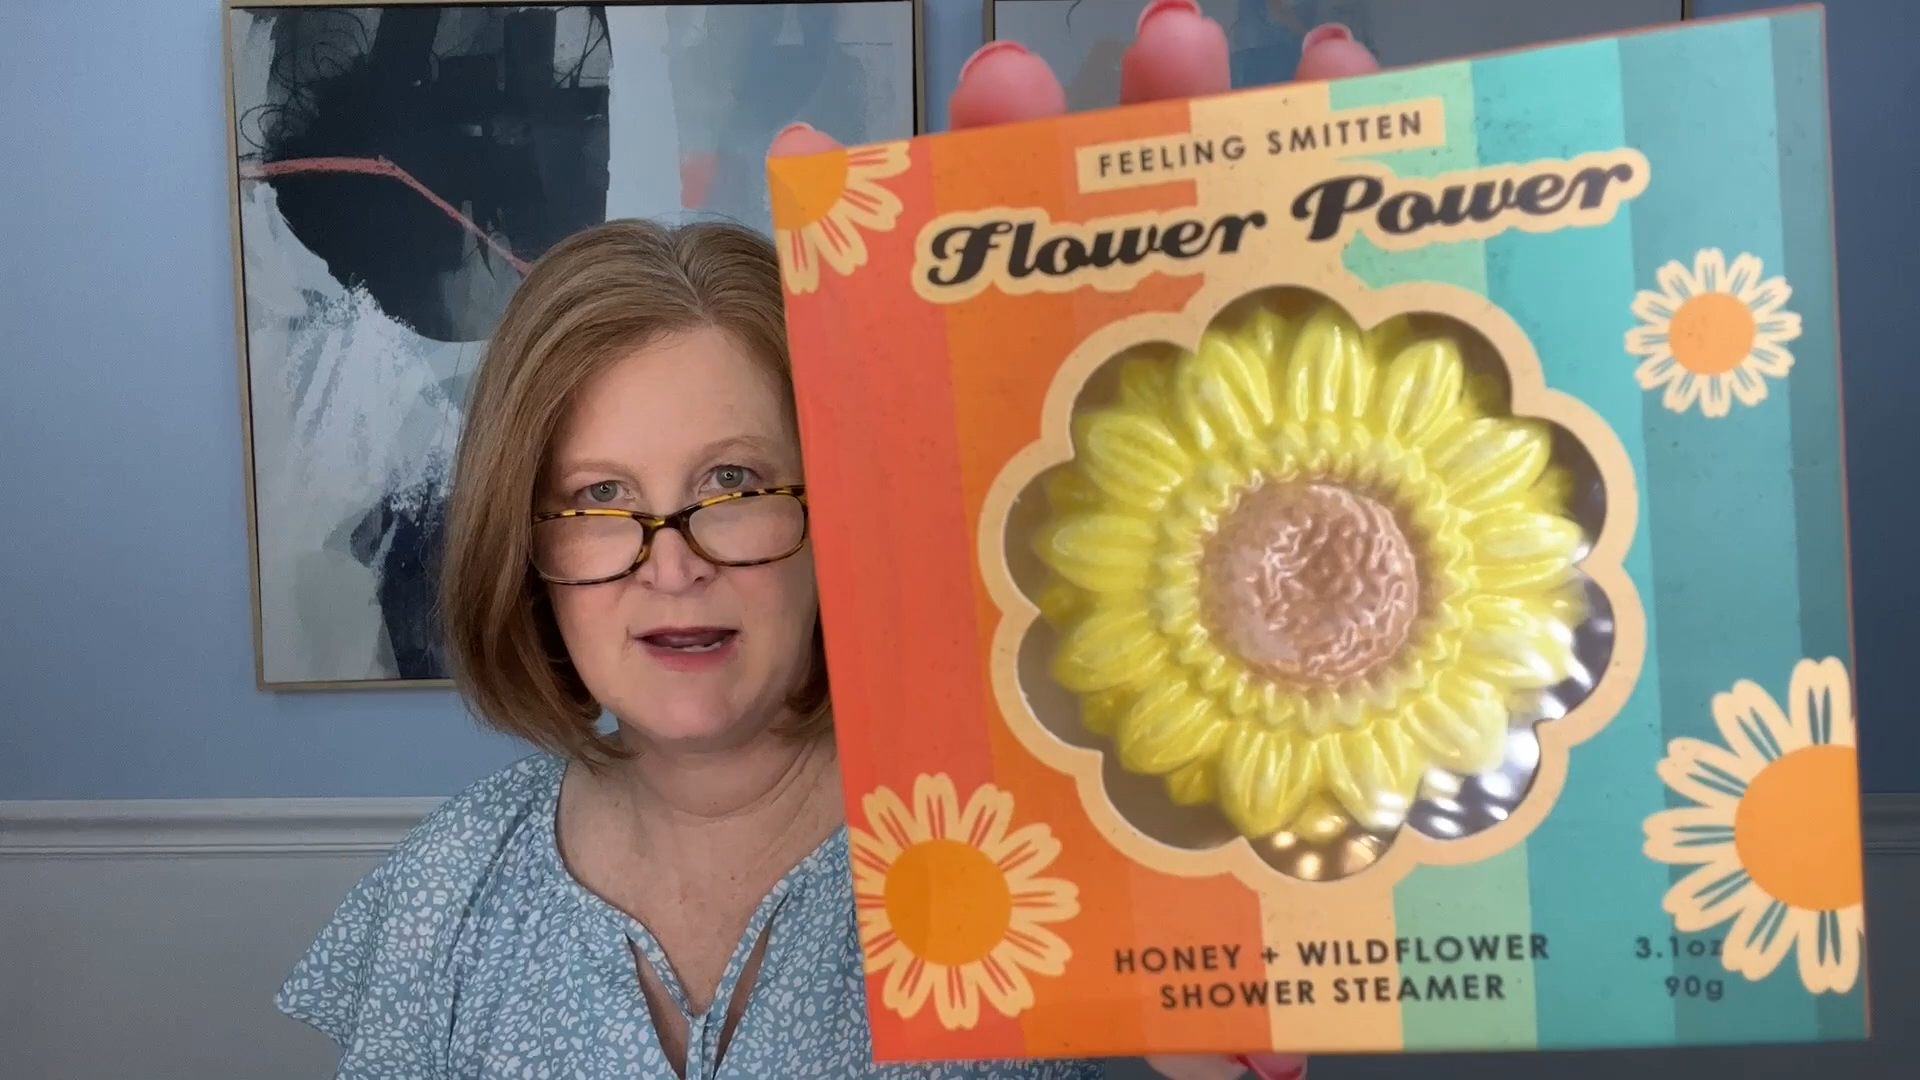 FEELING SMITTEN
Flower Power
HONEY + WILDFLOWER
SHOWER STEAMER
3.1oz
90g